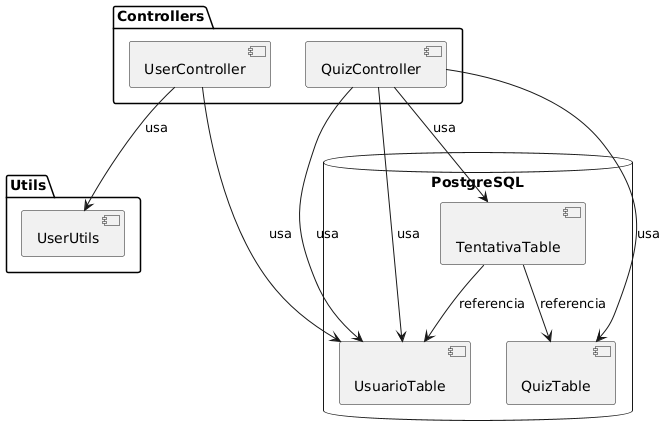 Controllers
UserController
QuizController
usa
usa
Utils
PostgreSQL
UserUtils
TentativaTable
usa
usa
usa
usa
referencia
referencia
UsuarioTable
QuizTable